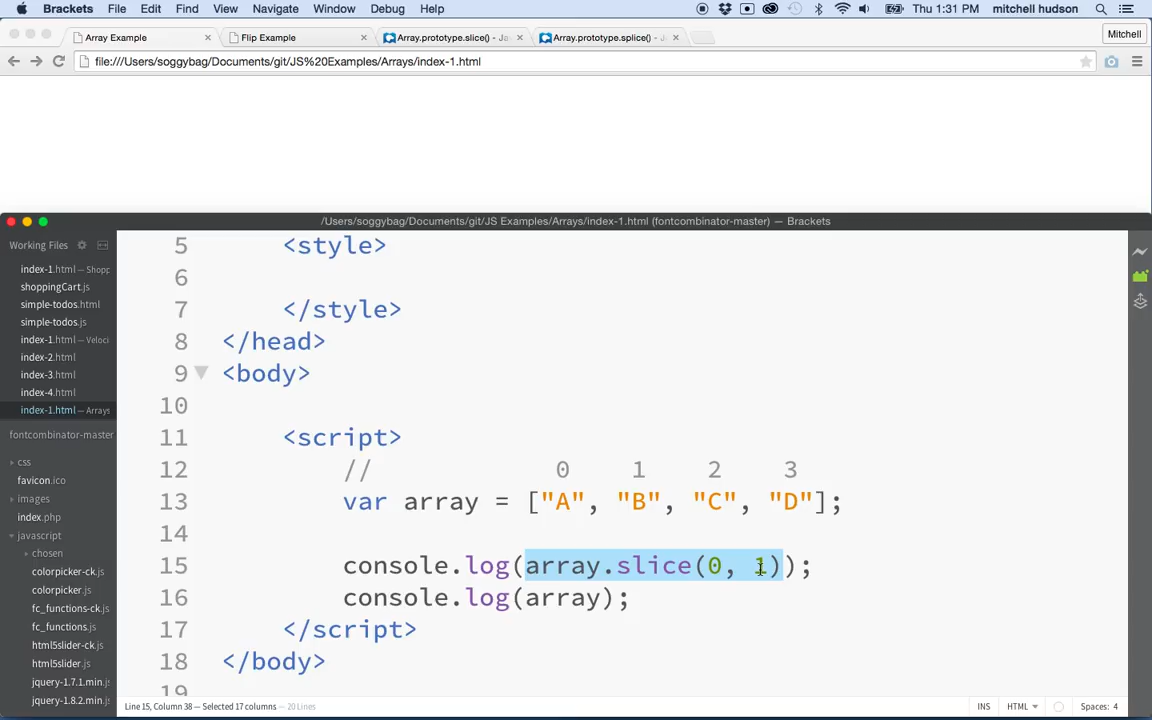 Brackets File Edit Find View Navigate Window Debug Help Thu 1:31 PM mitchell hudson
Array Example Flip Example Array.prototype.slice() - Ja Array.prototype.splice() - J Mitchell
file:///Users/soggybag/Documents/git/JS%20Examples/Arrays/index-1.html
/Users/soggybag/Documents/git/JS Examples/Arrays/index-1.html (fontcombinator-master) — Brackets
Working Files
index-1.html — Shopp
shoppingCart.js
simple-todos.html
simple-todos.js
index-1.html — Veloci
index-2.html
index-3.html
index-4.html
index-1.html — Arrays
fontcombinator-master
css
favicon.ico
images
index.php
javascript
chosen
colorpicker-ck.js
colorpicker.js
fc_functions-ck.js
fc_functions.js
html5slider-ck.js
html5slider.js
jquery-1.7.1.min.js
jquery-1.8.2.min.js
5 <style>
6
7 </style>
8 </head>
9 <body>
10
11 <script>
12 // 0 1 2 3
13 var array = ["A", "B", "C", "D"];
14
15 console.log(array.slice(0, 1));
16 console.log(array);
17 </script>
18 </body>
19
Line 15, Column 38 — Selected 17 columns — 20 Lines INS HTML Spaces: 4